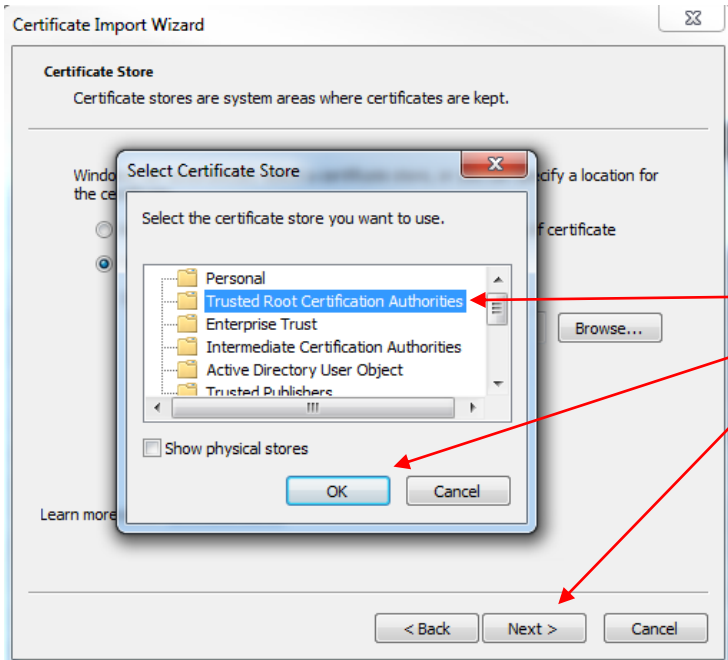 Certificate Import Wizard
Certificate Store
Certificate stores are system areas where certificates are kept.
Windo
cify a location for
the ce
f certificate
Select Certificate Store
Select the certificate store you want to use.
Personal
Trusted Root Certification Authorities
Enterprise Trust
Intermediate Certification Authorities
Active Directory User Object
Trusted Publishers
Show physical stores
OK Cancel
Browse...
Learn more
< Back Next > Cancel